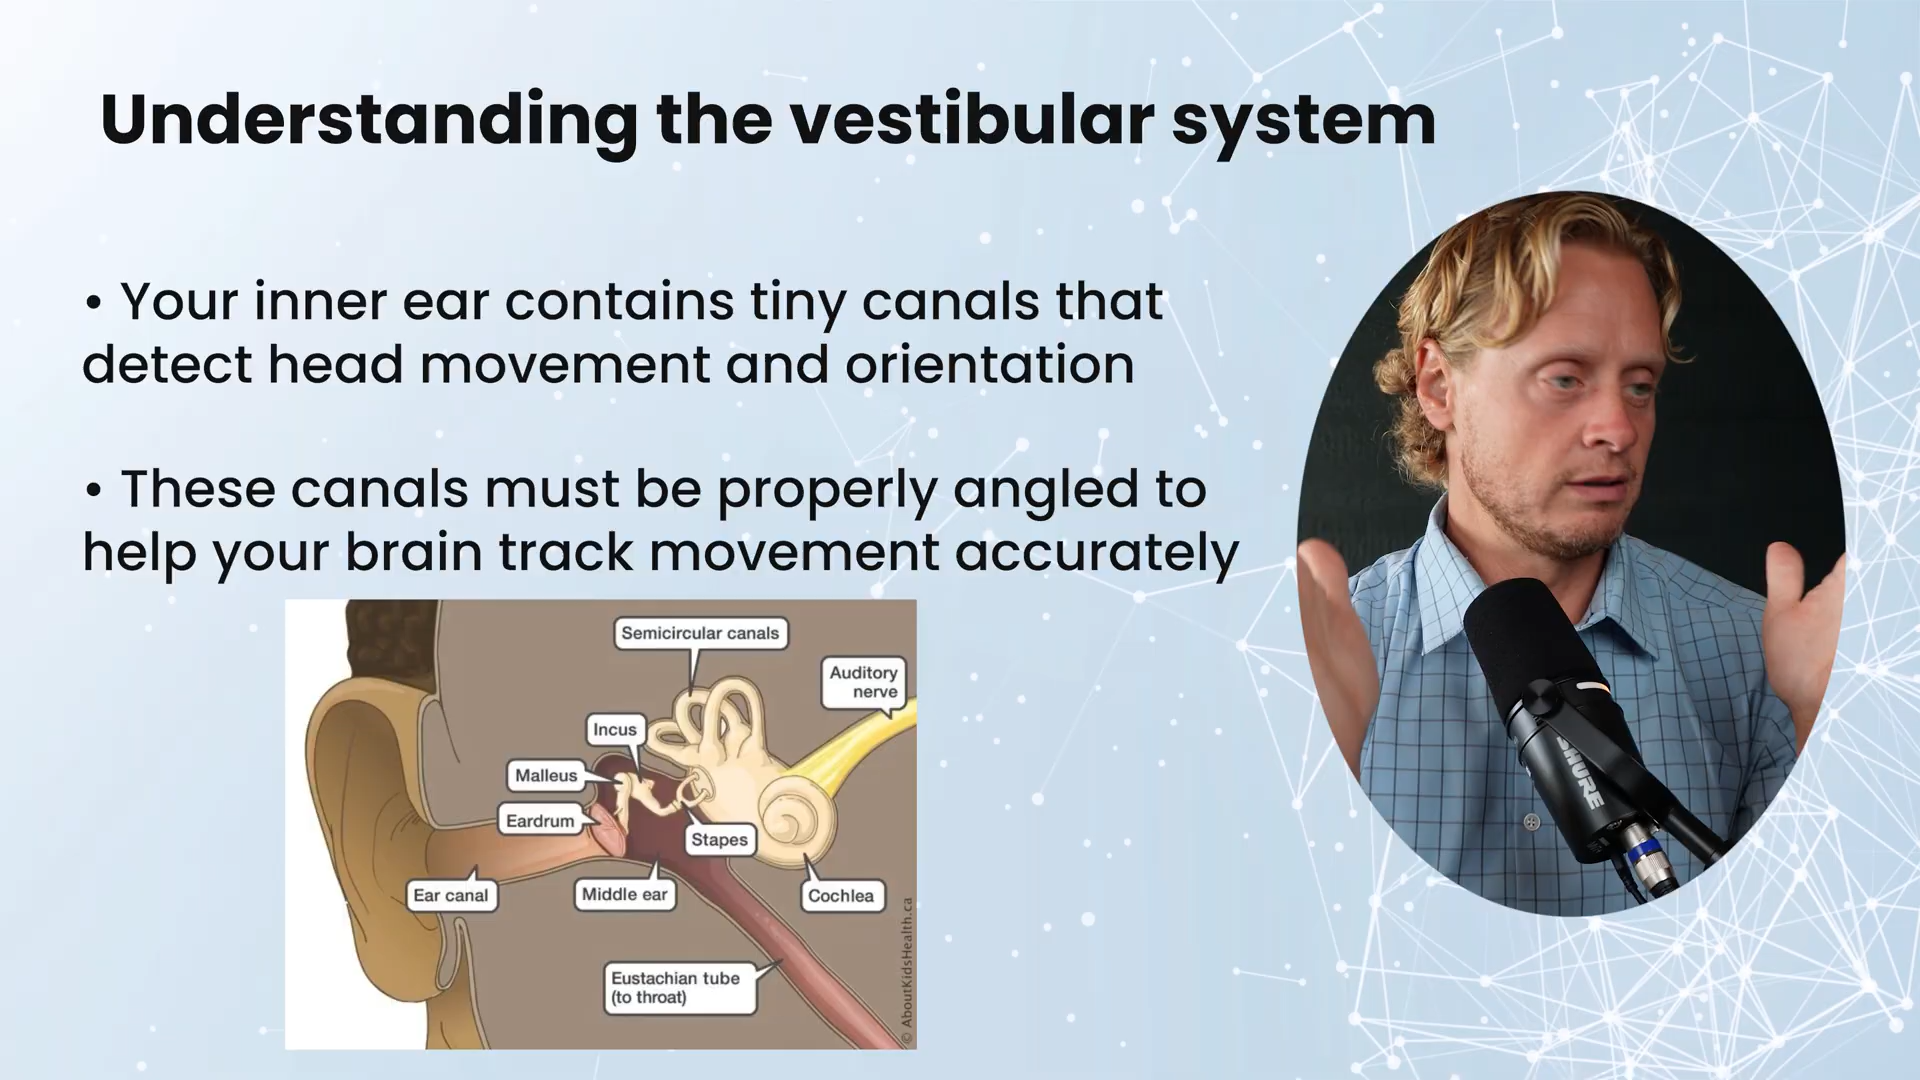 Understanding the vestibular system
• Your inner ear contains tiny canals that
detect head movement and orientation
• These canals must be properly angled to
help your brain track movement accurately
Semicircular canals
Auditory
nerve
Incus
Malleus
Eardrum
Stapes
Ear canal
Middle ear
Cochlea
Eustachian tube
(to throat)
© AboutKidsHealth.ca
SHURE